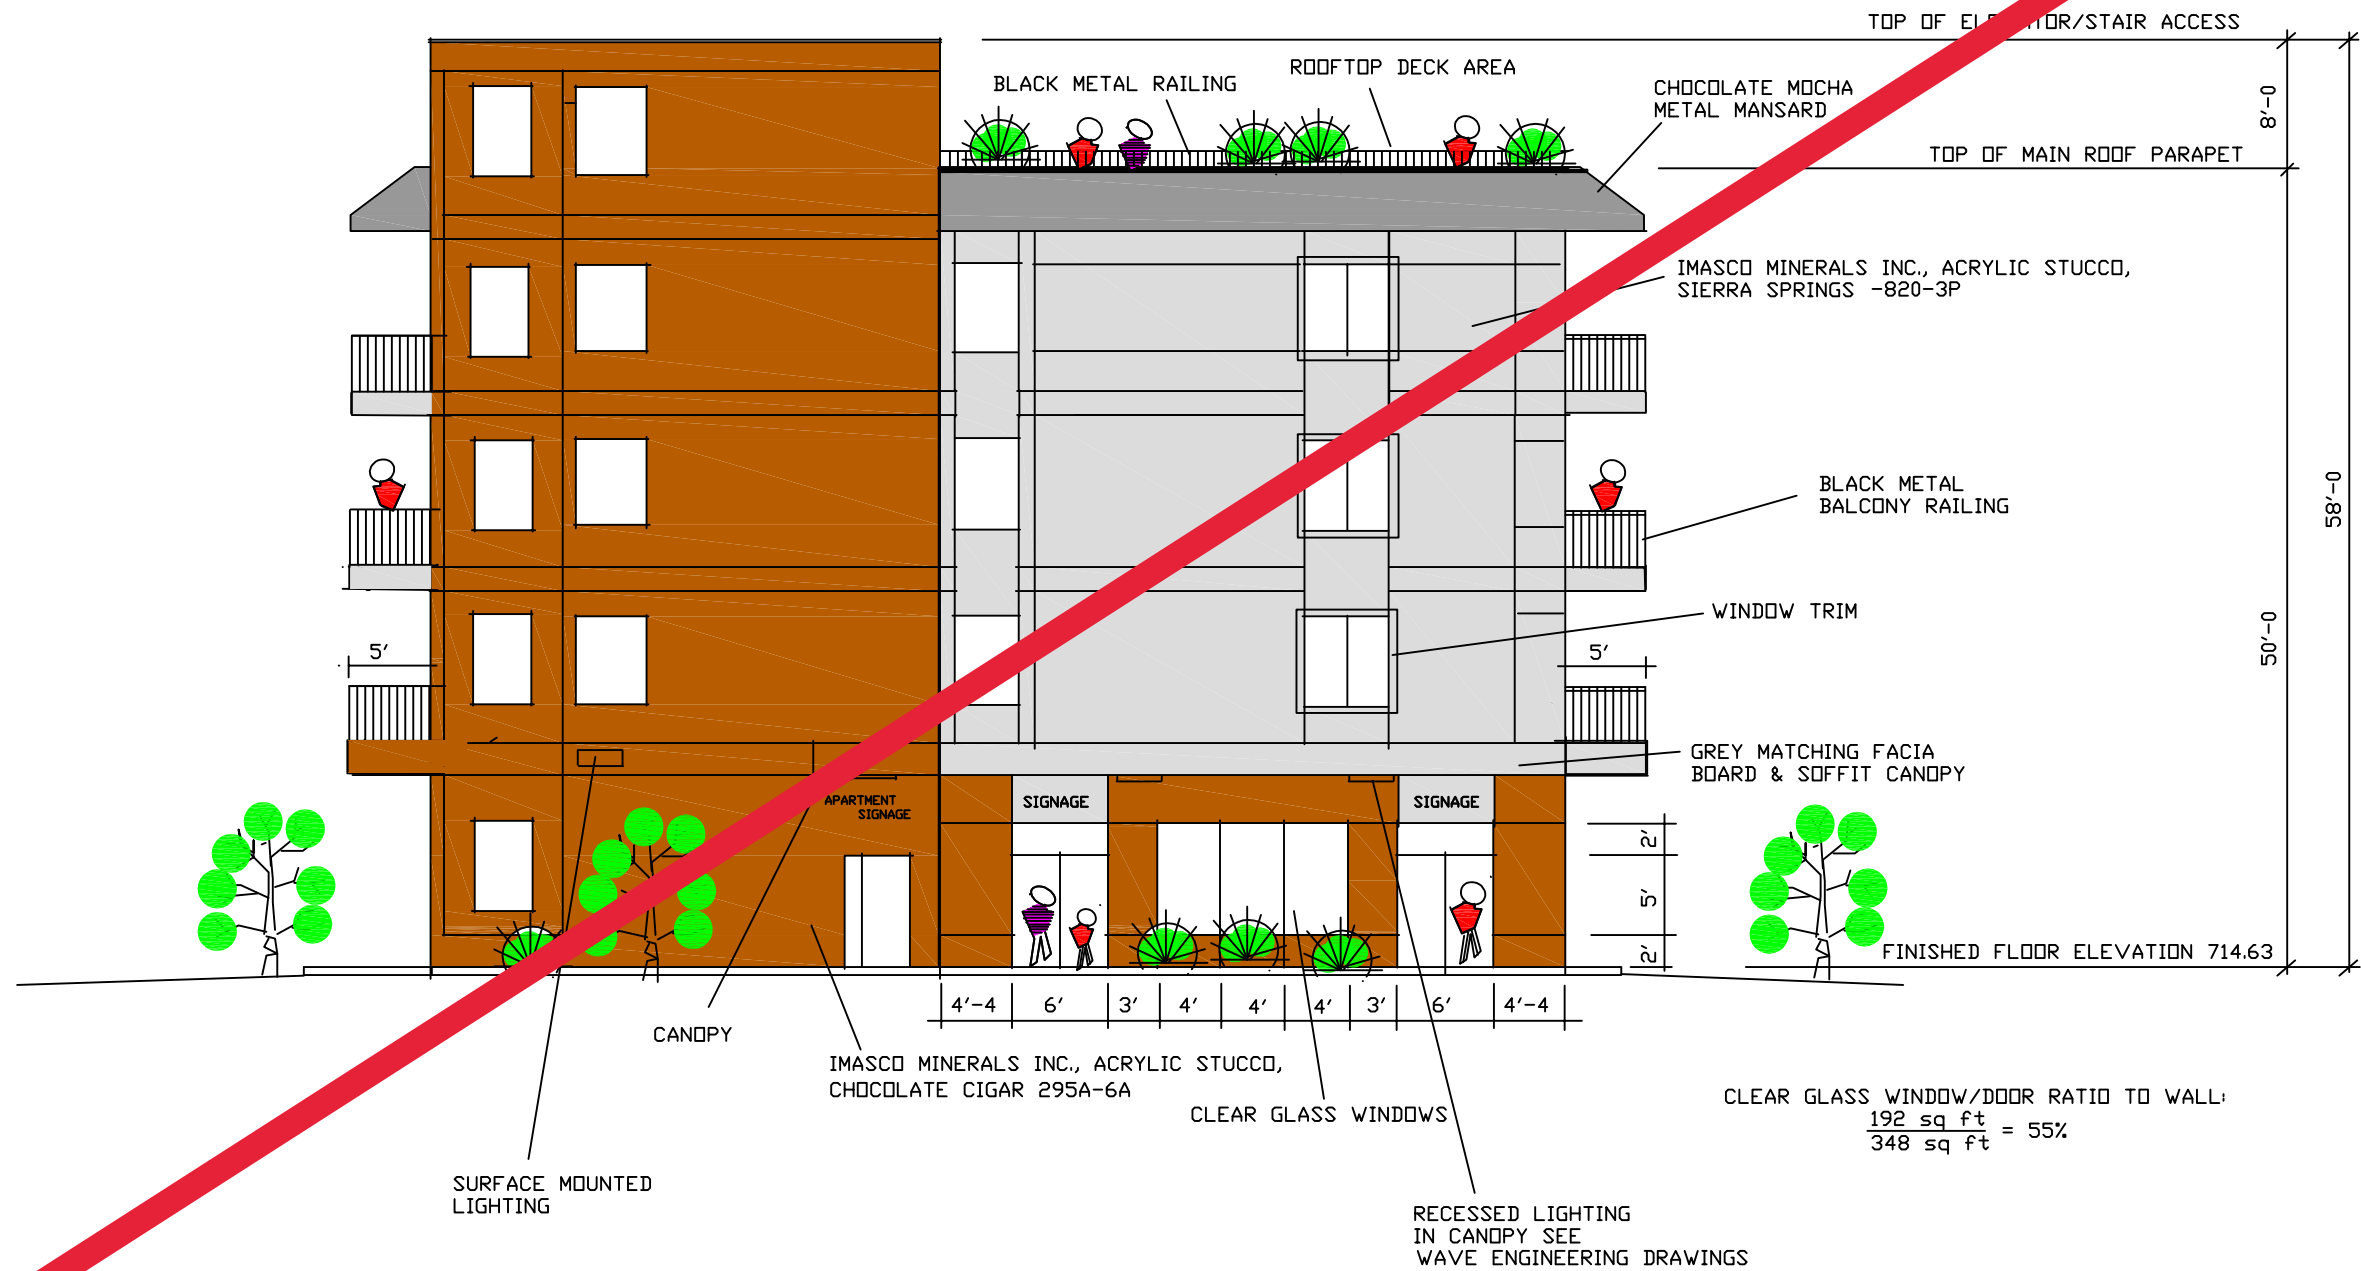 TOP OF ELEVATOR/STAIR ACCESS
ROOFTOP DECK AREA
BLACK METAL RAILING
CHOCOLATE MOCHA
METAL MANSARD
8'-0
TOP OF MAIN ROOF PARAPET
IMASCO MINERALS INC., ACRYLIC STUCCO,
SIERRA SPRINGS -820-3P
BLACK METAL
BALCONY RAILING
58'-0
WINDOW TRIM
50'-0
5'
5'
GREY MATCHING FACIA
BOARD & SOFFIT CANOPY
APARTMENT
SIGNAGE
SIGNAGE
SIGNAGE
2'
5'
2'
FINISHED FLOOR ELEVATION 714.63
4'-4
6'
3'
4'
4'
4'
3'
6'
4'-4
CANOPY
IMASCO MINERALS INC., ACRYLIC STUCCO,
CHOCOLATE CIGAR 295A-6A
CLEAR GLASS WINDOWS
CLEAR GLASS WINDOW/DOOR RATIO TO WALL:
192 sq ft
348 sq ft = 55%
SURFACE MOUNTED
LIGHTING
RECESSED LIGHTING
IN CANOPY SEE
WAVE ENGINEERING DRAWINGS